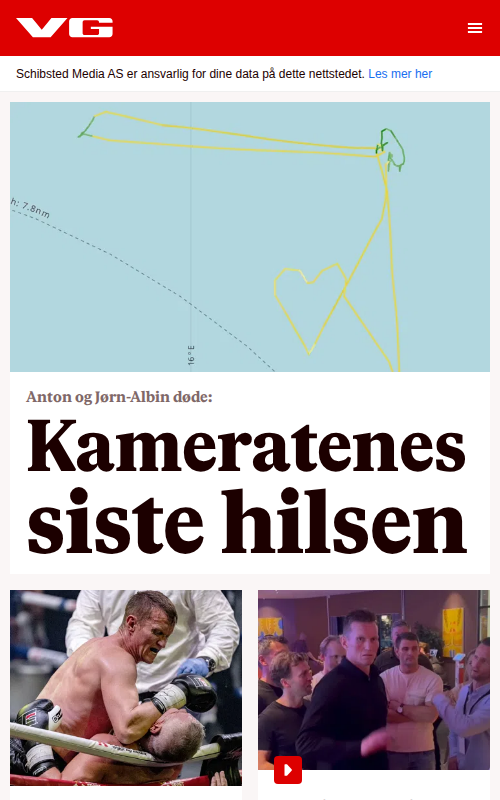 VG
Schibsted Media AS er ansvarlig for dine data på dette nettstedet. Les mer her
h: 7.8nm
16°E
Anton og Jørn-Albin døde:
Kameratenes
siste hilsen